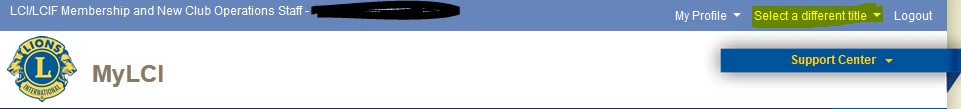 LCI/LCIF Membership and New Club Operations Staff -
My Profile Select a different title Logout
LIONS
L
INTERNATIONAL
MyLCI
Support Center